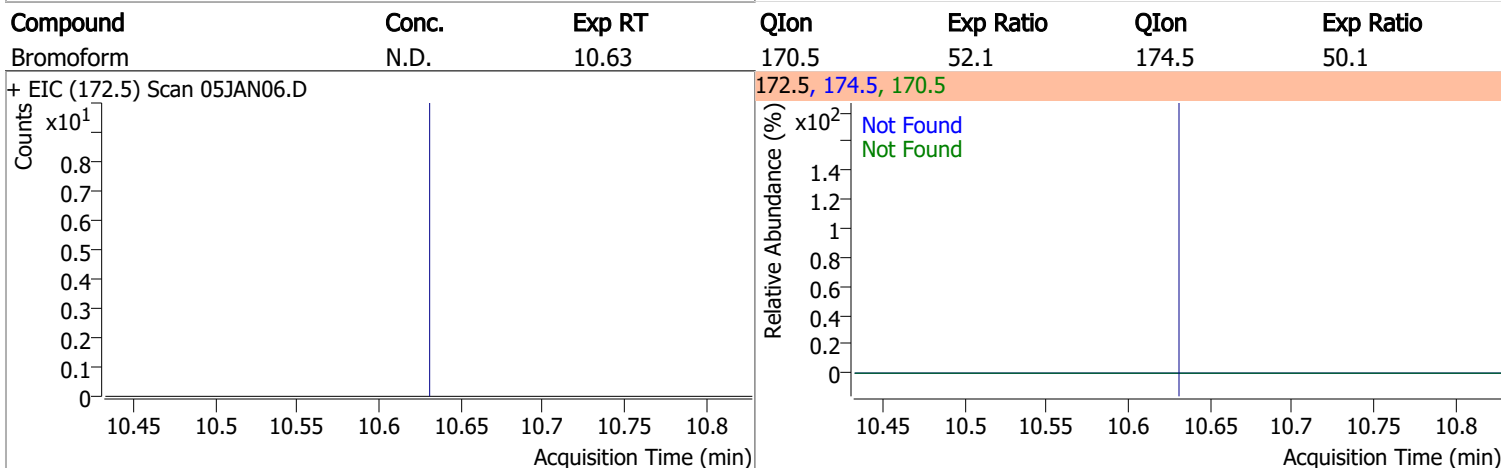 Compound Conc. Exp RT QIon Exp Ratio QIon Exp Ratio
Bromoform N.D. 10.63 170.5 52.1 174.5 50.1
+ EIC (172.5) Scan 05JAN06.D
Counts
x10¹
0.8
0.7
0.6
0.5
0.4
0.3
0.2
0.1
0
10.45 10.5 10.55 10.6 10.65 10.7 10.75 10.8
Acquisition Time (min)
172.5, 174.5, 170.5
Relative Abundance (%)
x10²
Not Found
Not Found
1.4
1.2
1
0.8
0.6
0.4
0.2
0
10.45 10.5 10.55 10.6 10.65 10.7 10.75 10.8
Acquisition Time (min)